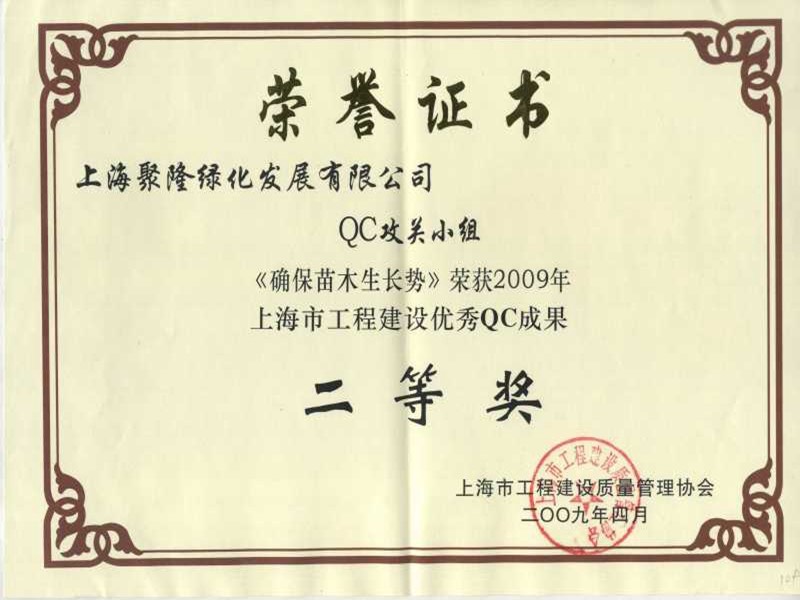 荣誉证书
上海聚隆绿化发展有限公司
QC攻关小组
《确保苗木生长势》荣获2009年
上海市工程建设优秀QC成果
二等奖
上海市工程建设质量管理协会
二OO九年四月